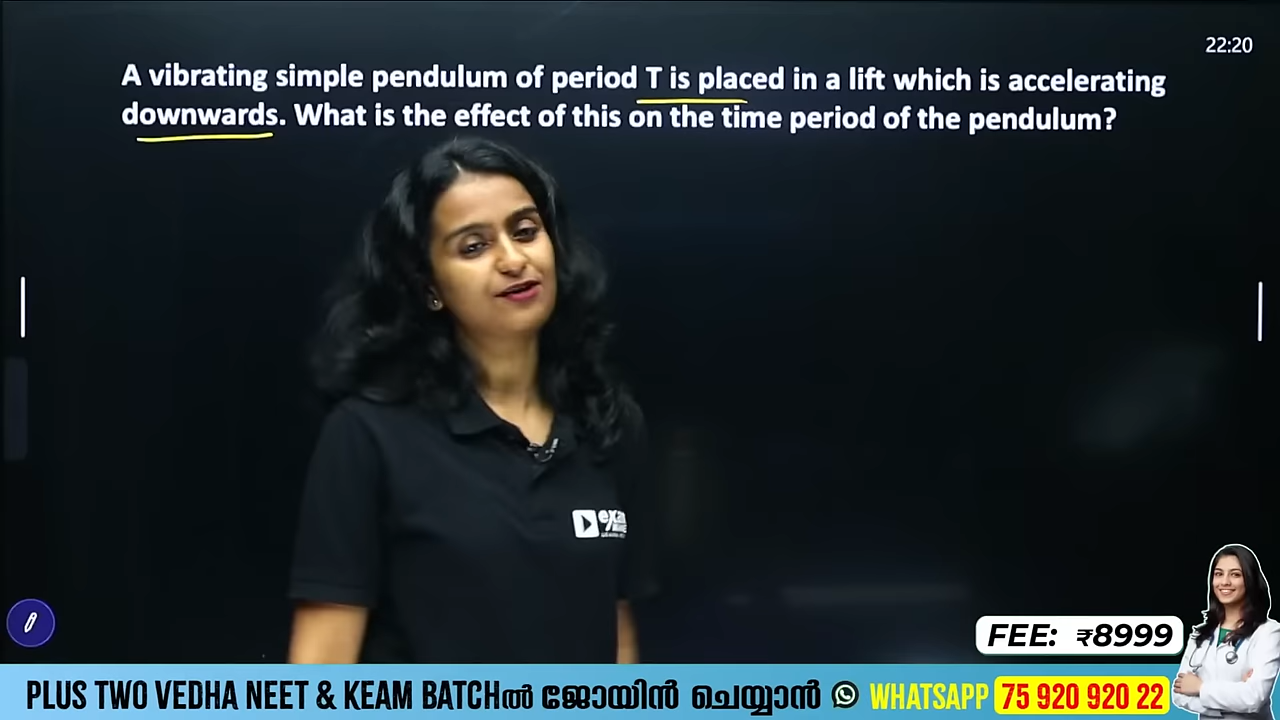 22:20
A vibrating simple pendulum of period T is placed in a lift which is accelerating
downwards. What is the effect of this on the time period of the pendulum?
FEE: ₹8999
PLUS TWO VEDHA NEET & KEAM BATCHൽ ജോയിൻ ചെയ്യാൻ WHATSAPP 75 920 920 22